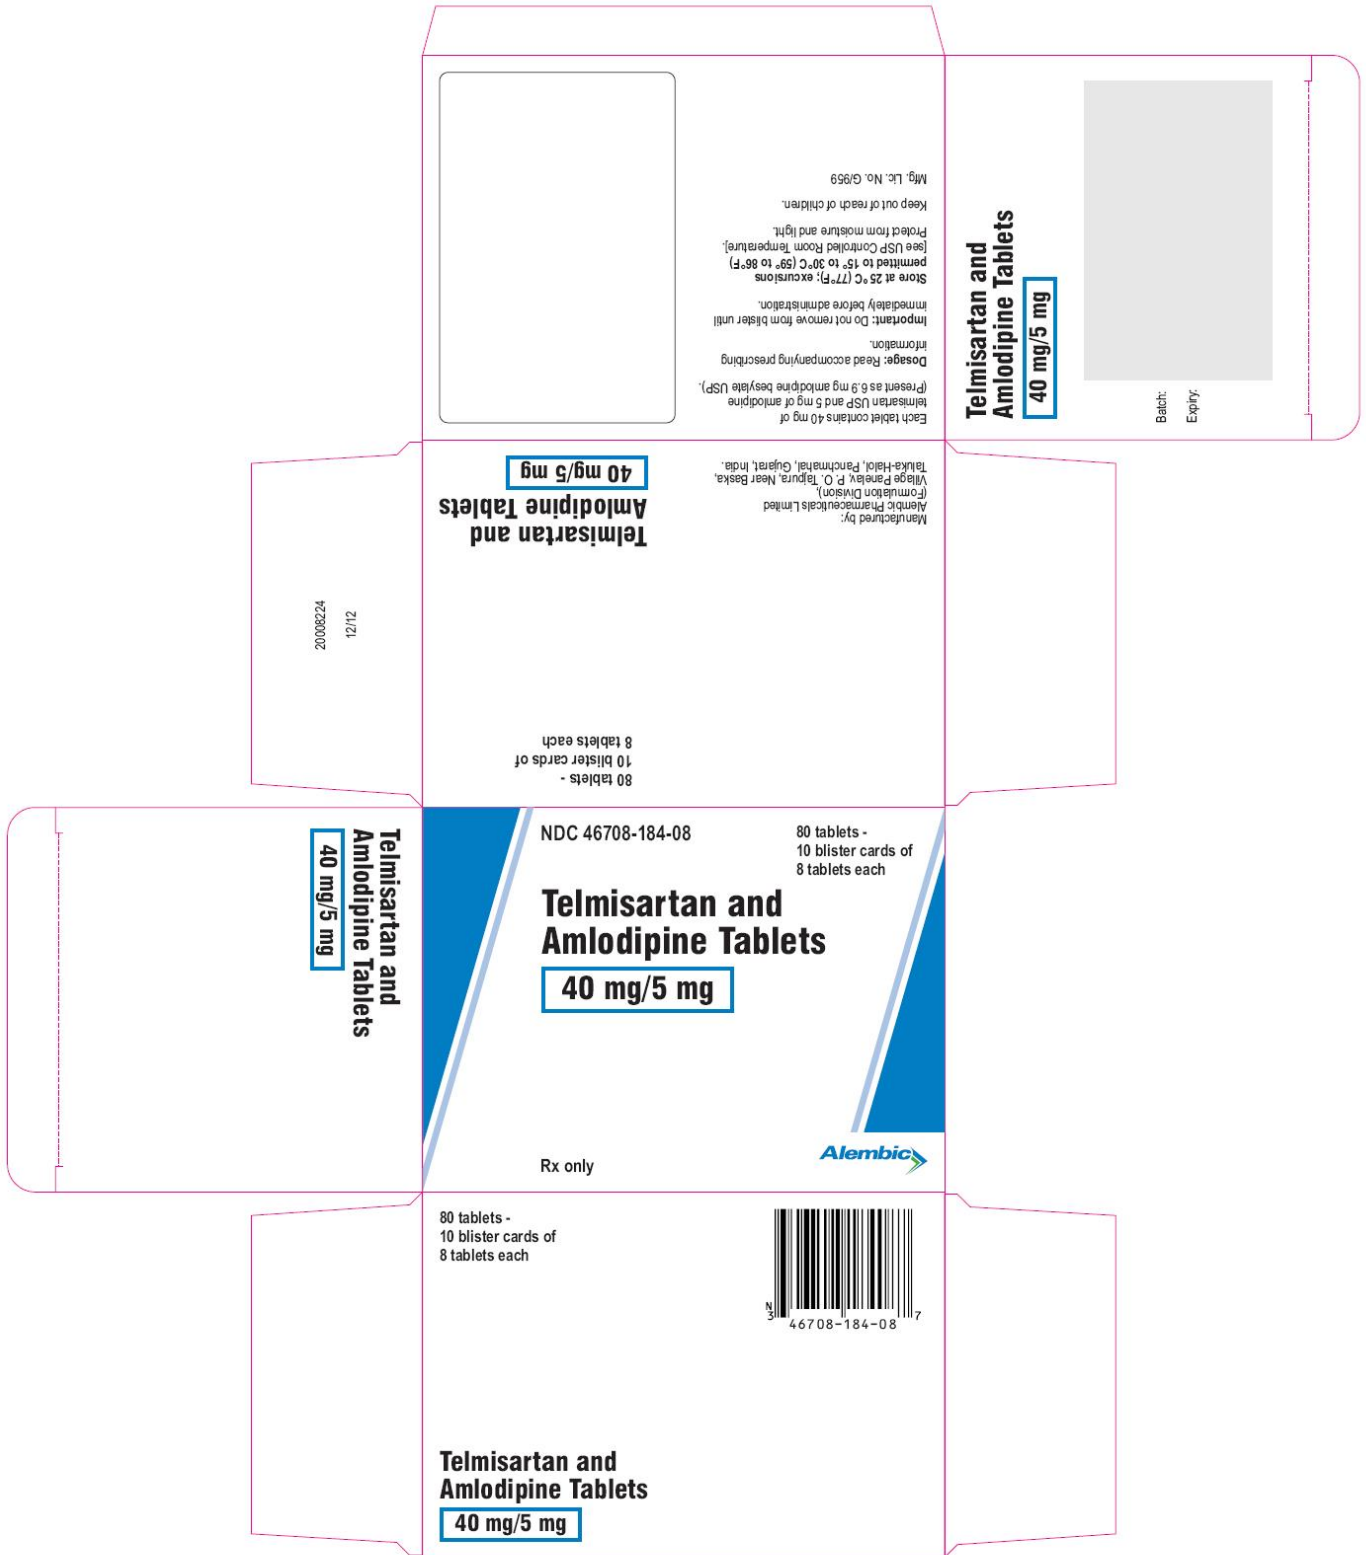 Each tablet contains 40 mg of
telmisartan USP and 5 mg of amlodipine
(Present as 6.9 mg amlodipine besylate USP).
Dosage: Read accompanying prescribing
information.
Important: Do not remove from blister until
immediately before administration.
Store at 25°C (77°F); excursions
permitted to 15° to 30°C (59° to 86°F)
[see USP Controlled Room Temperature].
Protect from moisture and light.
Keep out of reach of children.
Mfg. Lic. No. G/959
Telmisartan and
Amlodipine Tablets
40 mg/5 mg
Batch:
Expiry:
Telmisartan and
Amlodipine Tablets
40 mg/5 mg
Manufactured by:
Alembic Pharmaceuticals Limited
(Formulation Division),
Village Panelav, P. O. Tajpura, Near Baska,
Taluka-Halol, Panchmahal, Gujarat, India.
80 tablets -
10 blister cards of
8 tablets each
20008224
12/12
Telmisartan and
Amlodipine Tablets
40 mg/5 mg
NDC 46708-184-08
80 tablets -
10 blister cards of
8 tablets each
Telmisartan and
Amlodipine Tablets
40 mg/5 mg
Rx only
Alembic
80 tablets -
10 blister cards of
8 tablets each
N
3 46708-184-08 7
Telmisartan and
Amlodipine Tablets
40 mg/5 mg